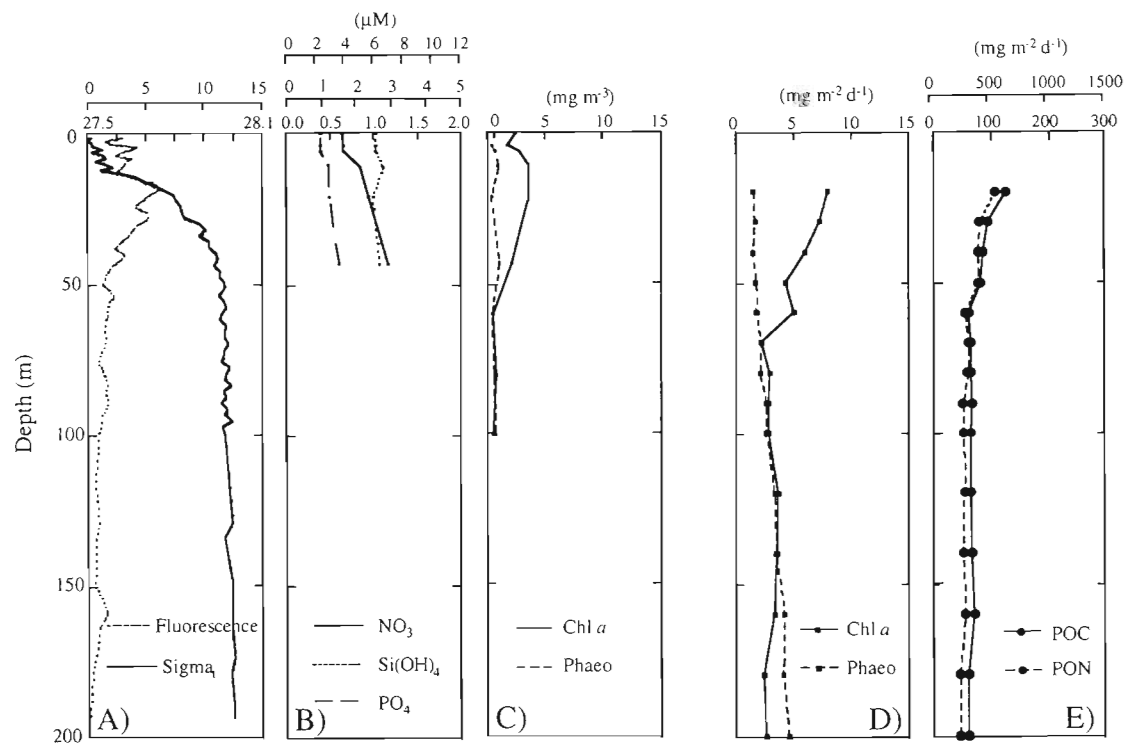 (µM)
0 2 4 6 8 10 12
(mg m-2 d-1)
0 500 1000 1500
0 5 10 15
0 1 2 3 4 5
(mg m-3)
(mg m-2 d-1)
27.5 28.1
0.0 0.5 1.0 1.5 2.0
0 5 10 15
0 5 10 15
0 100 200 300
0
50
100
150
200
Depth (m)
Fluorescence
Sigmat
A)
NO3
Si(OH)4
PO4
B)
Chl a
Phaeo
C)
Chl a
Phaeo
D)
POC
PON
E)